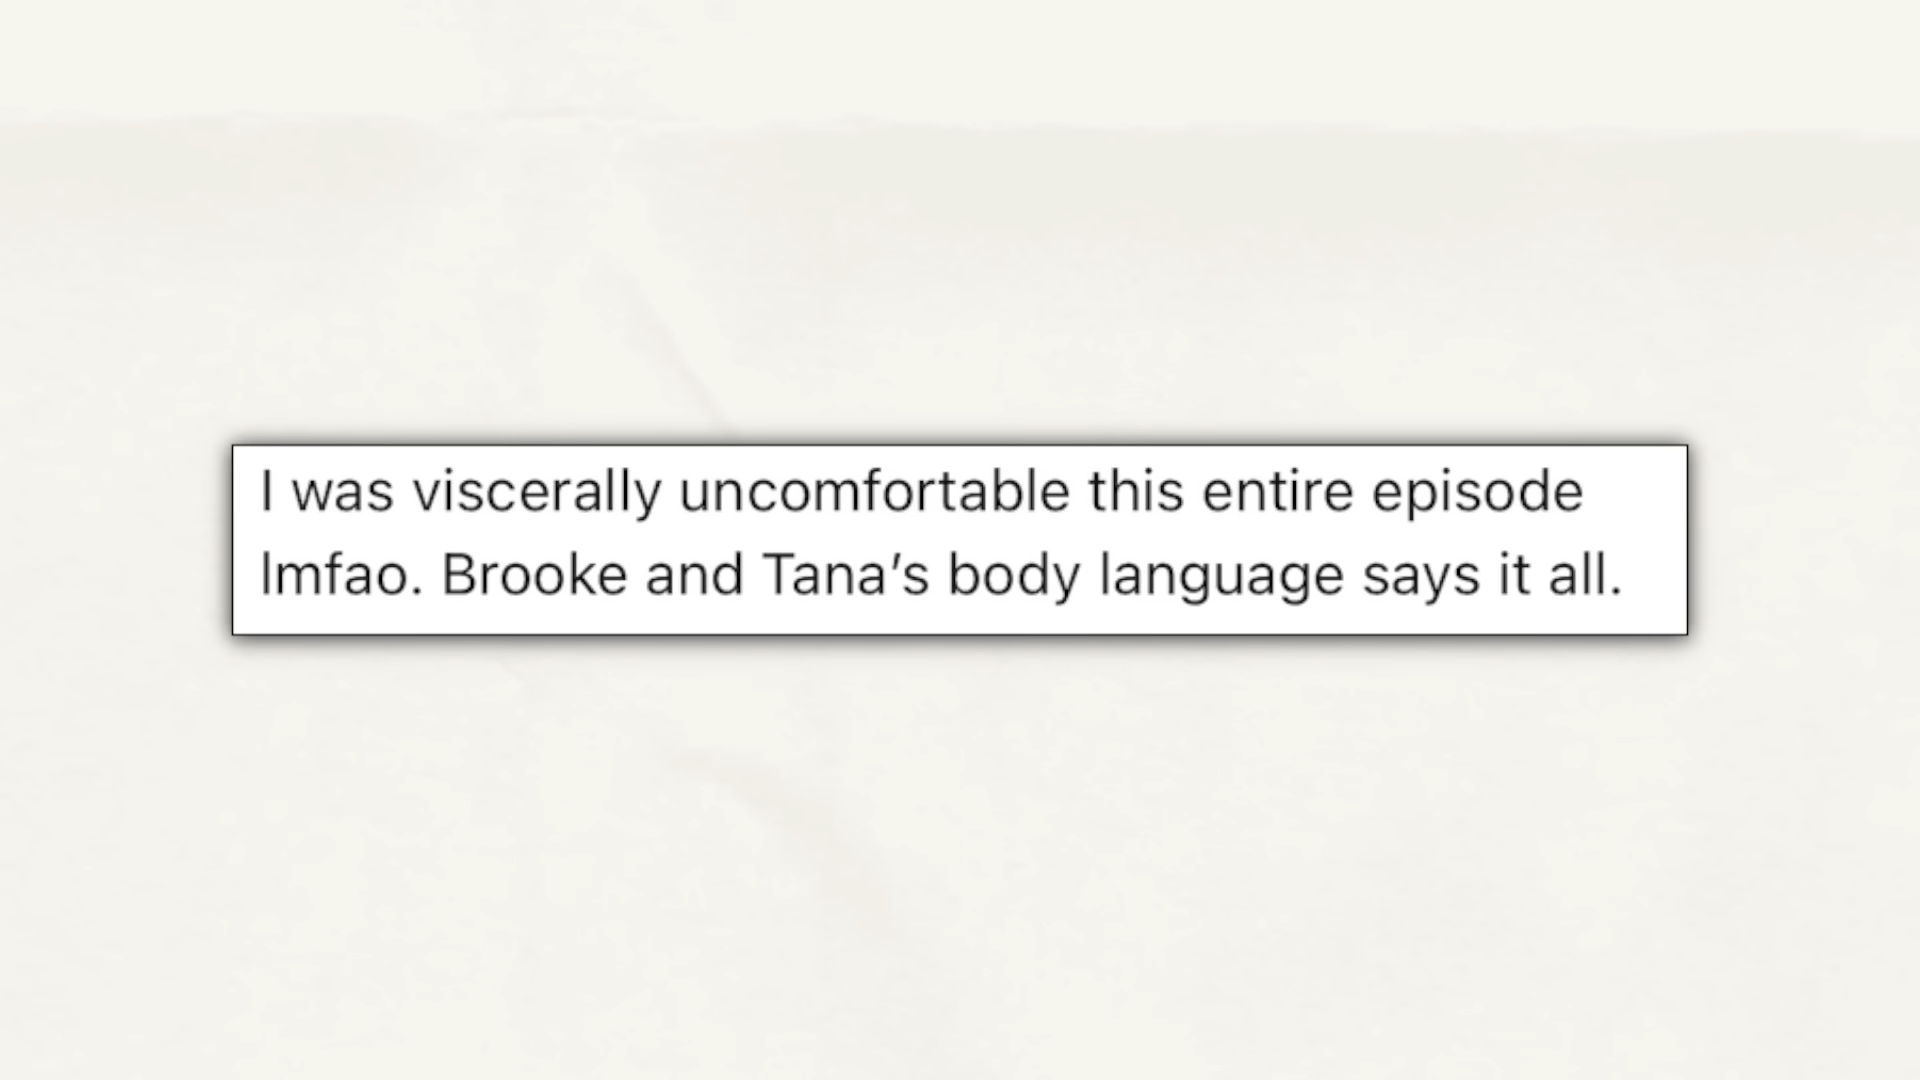 I was viscerally uncomfortable this entire episode
lmfao. Brooke and Tana’s body language says it all.